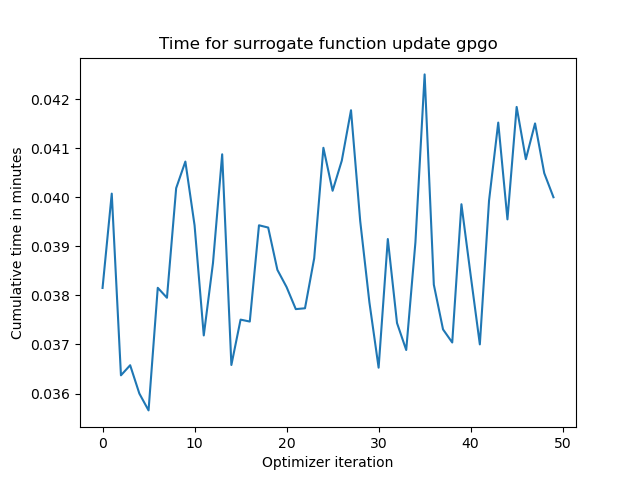 Time for surrogate function update gpgo
Cumulative time in minutes
0.042
0.041
0.040
0.039
0.038
0.037
0.036
0 10 20 30 40 50
Optimizer iteration